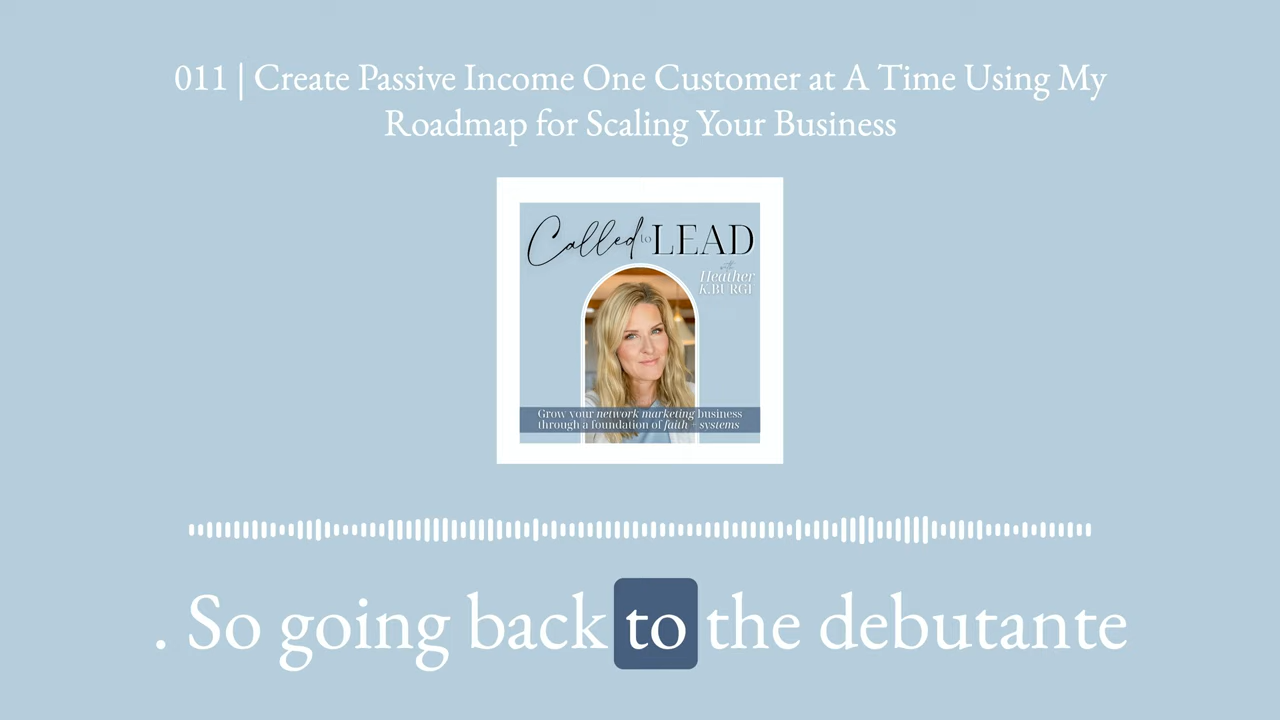 011 | Create Passive Income One Customer at A Time Using My
Roadmap for Scaling Your Business
Called to LEAD
with
Heather
K.BURGI
Grow your network marketing business
through a foundation of faith + systems
. So going back to the debutante